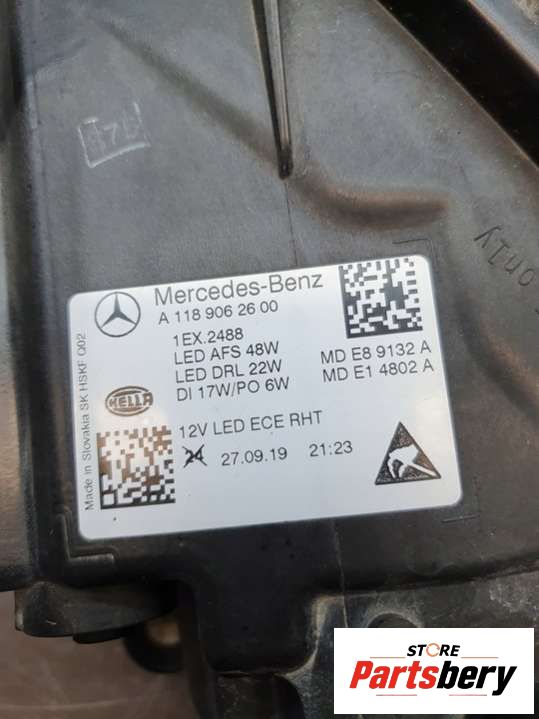 only
Mercedes-Benz
A 118 906 26 00
1EX.2488
LED AFS 48W
LED DRL 22W
DI 17W/PO 6W
MD E8 9132 A
MD E1 4802 A
HELLA
12V LED ECE RHT
27.09.19 21:23
Made in Slovakia SK HSKF Q02
STORE
Partsbery